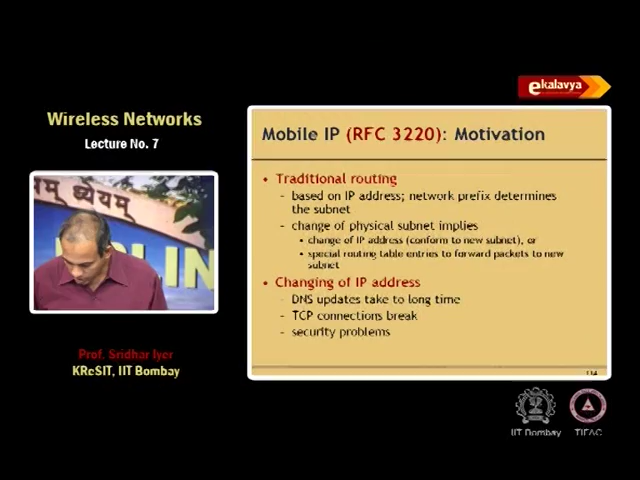 ekalavya
Wireless Networks
Lecture No. 7
Mobile IP (RFC 3220): Motivation
• Traditional routing
– based on IP address; network prefix determines
the subnet
– change of physical subnet implies
• change of IP address (conform to new subnet), or
• special routing table entries to forward packets to new
subnet
• Changing of IP address
– DNS updates take to long time
– TCP connections break
– security problems
ध्येयम्
Prof. Sridhar Iyer
KReSIT, IIT Bombay
114
IIT Bombay
TIFAC